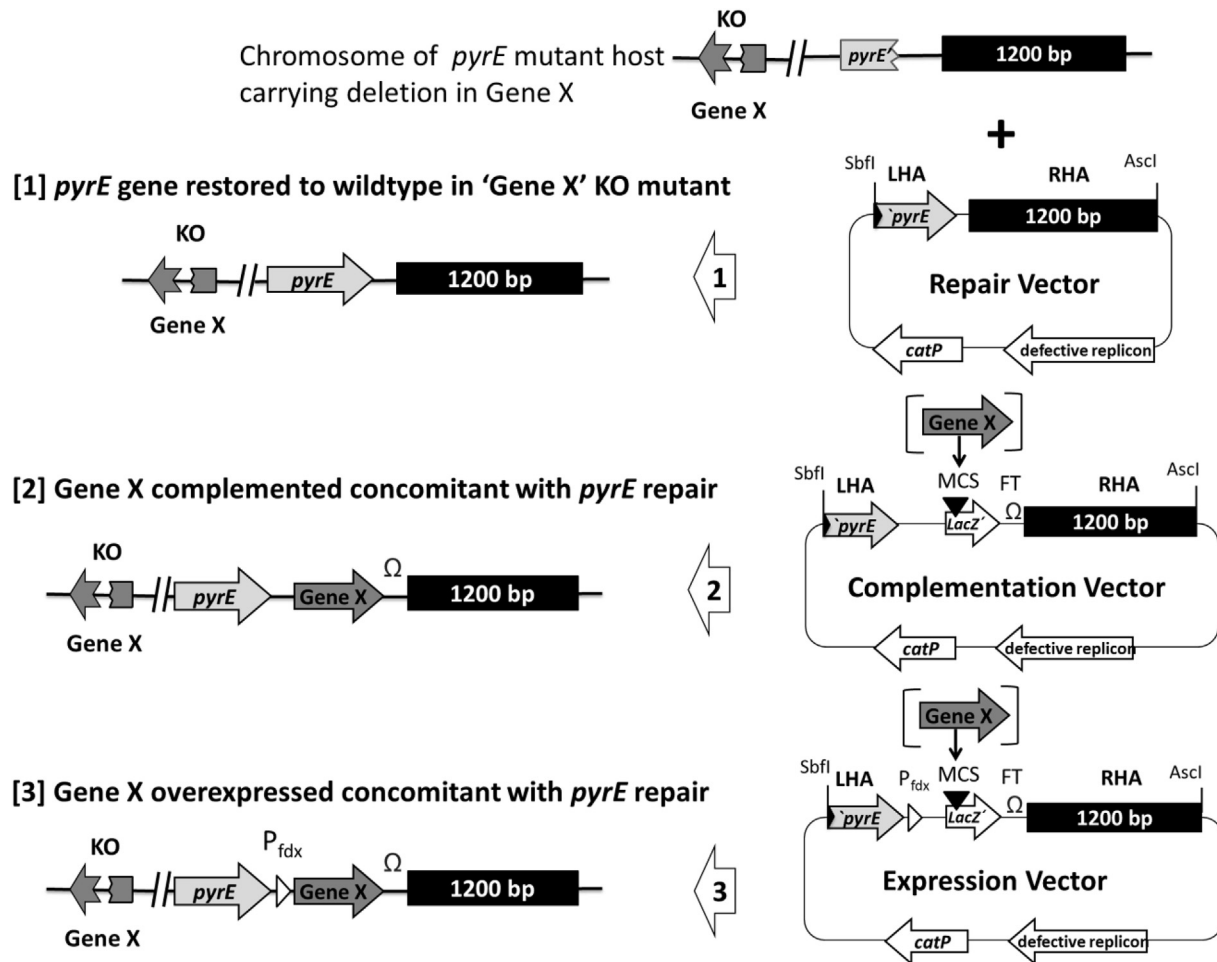 KO
Chromosome of pyrE mutant host
carrying deletion in Gene X
pyrE′
1200 bp
Gene X
+
[1] pyrE gene restored to wildtype in ‘Gene X’ KO mutant
KO
pyrE
1200 bp
Gene X
1
SbfI
LHA
RHA
AscI
‵pyrE
1200 bp
Repair Vector
catP
defective replicon
[2] Gene X complemented concomitant with pyrE repair
KO
pyrE
Gene X
Ω
1200 bp
Gene X
2
[Gene X]
SbfI
LHA
MCS
FT
RHA
AscI
‵pyrE
LacZ′
Ω
1200 bp
Complementation Vector
catP
defective replicon
[3] Gene X overexpressed concomitant with pyrE repair
KO
Pfdx
Ω
pyrE
Gene X
1200 bp
Gene X
3
[Gene X]
SbfI
LHA
Pfdx
MCS
FT
RHA
AscI
‵pyrE
LacZ′
Ω
1200 bp
Expression Vector
catP
defective replicon